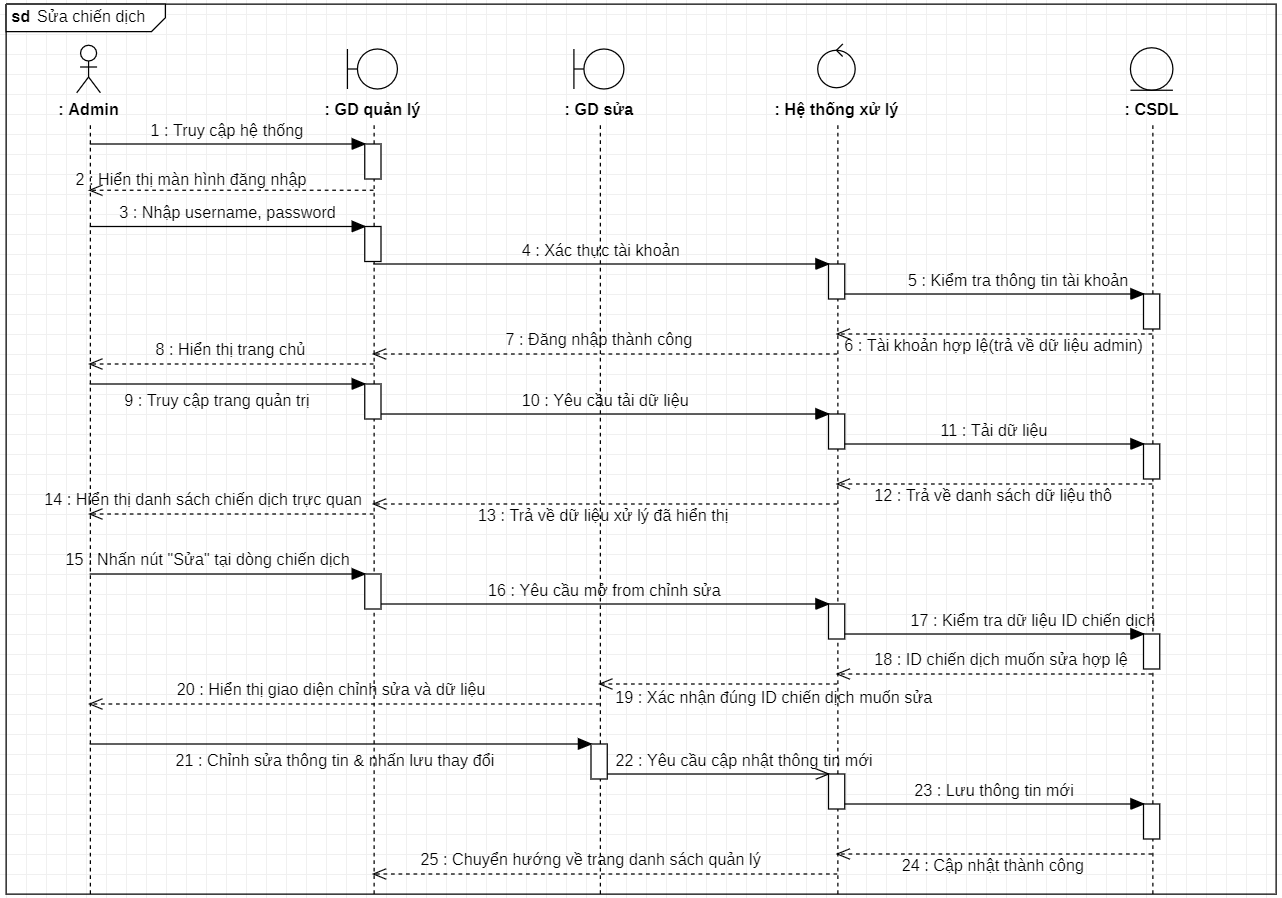 sd Sửa chiến dịch
: Admin
: GD quản lý
: GD sửa
: Hệ thống xử lý
: CSDL
1 : Truy cập hệ thống
2 : Hiển thị màn hình đăng nhập
3 : Nhập username, password
4 : Xác thực tài khoản
5 : Kiểm tra thông tin tài khoản
6 : Tài khoản hợp lệ(trả về dữ liệu admin)
7 : Đăng nhập thành công
8 : Hiển thị trang chủ
9 : Truy cập trang quản trị
10 : Yêu cầu tải dữ liệu
11 : Tải dữ liệu
12 : Trả về danh sách dữ liệu thô
13 : Trả về dữ liệu xử lý đã hiển thị
14 : Hiển thị danh sách chiến dịch trực quan
15 : Nhấn nút "Sửa" tại dòng chiến dịch
16 : Yêu cầu mở from chỉnh sửa
17 : Kiểm tra dữ liệu ID chiến dịch
18 : ID chiến dịch muốn sửa hợp lệ
19 : Xác nhận đúng ID chiến dịch muốn sửa
20 : Hiển thị giao diện chỉnh sửa và dữ liệu
21 : Chỉnh sửa thông tin & nhấn lưu thay đổi
22 : Yêu cầu cập nhật thông tin mới
23 : Lưu thông tin mới
24 : Cập nhật thành công
25 : Chuyển hướng về trang danh sách quản lý